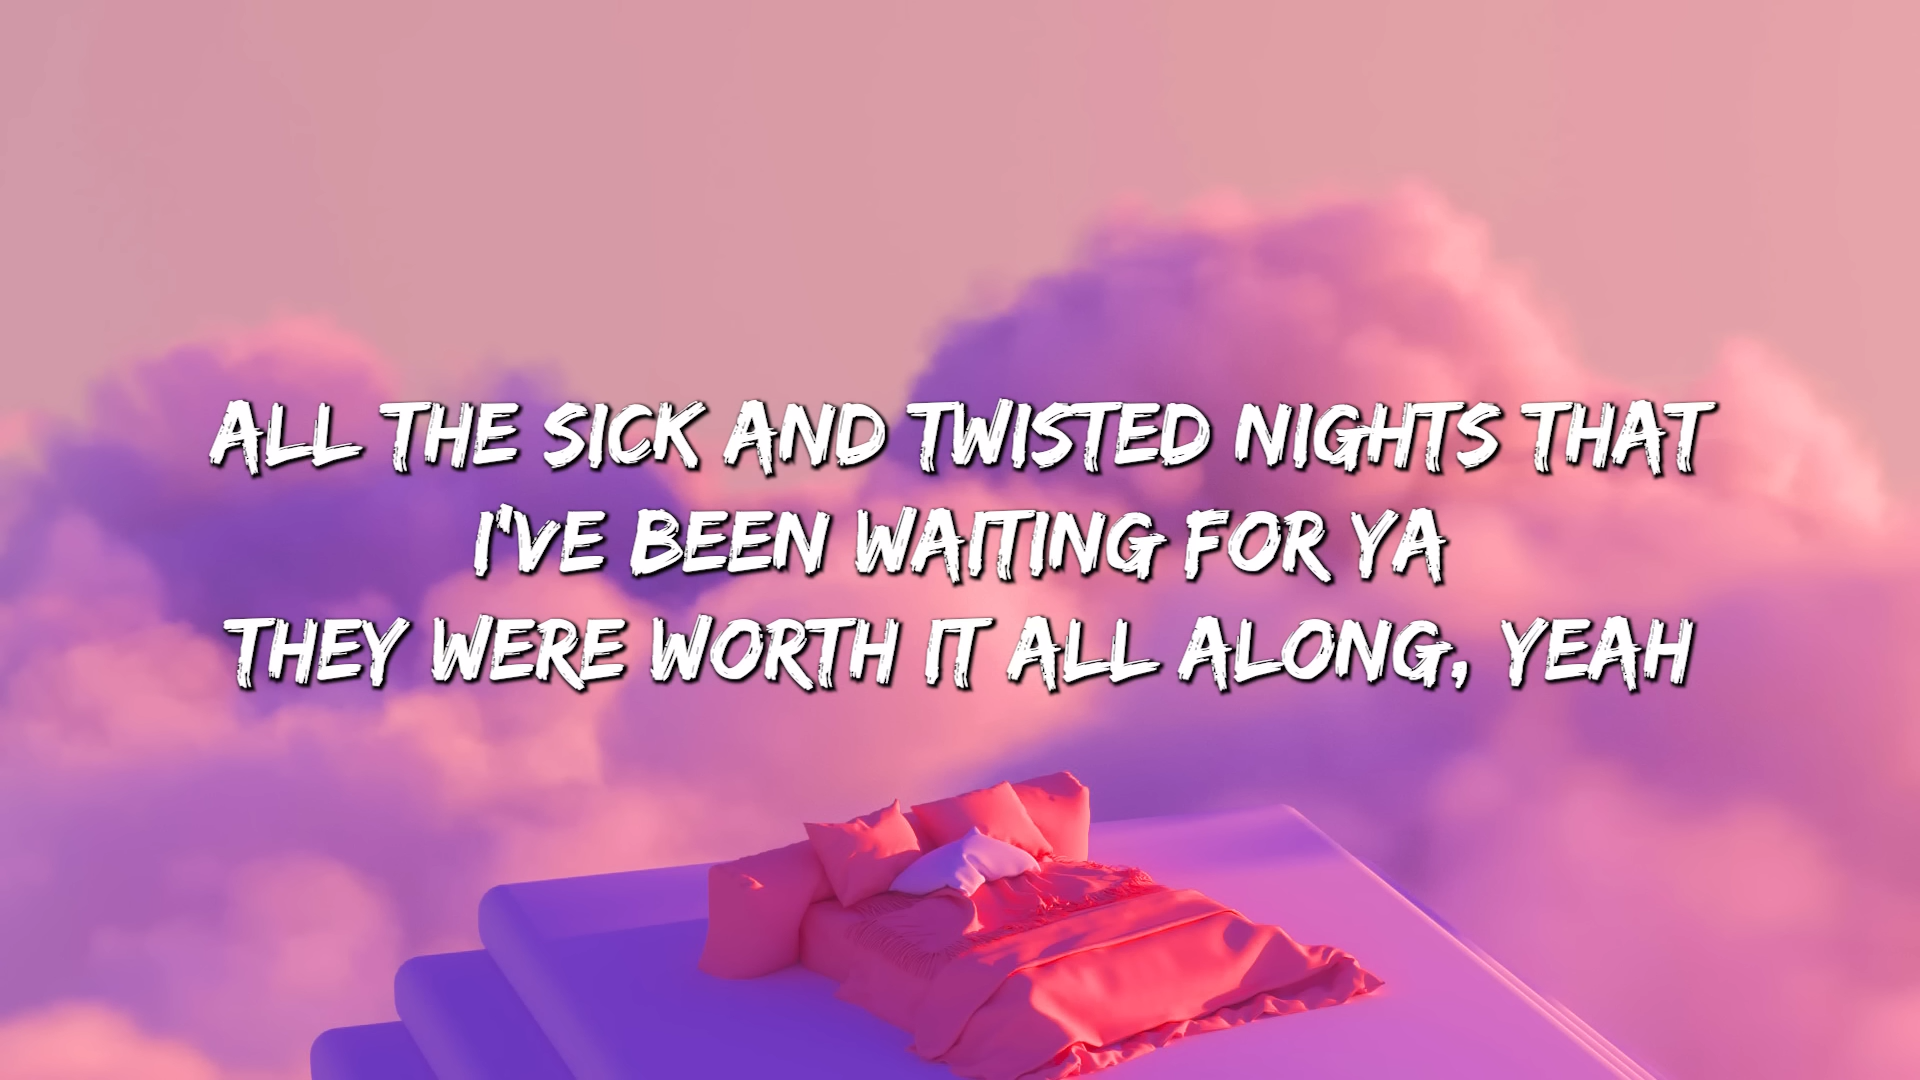 ALL THE SICK AND TWISTED NIGHTS THAT
I'VE BEEN WAITING FOR YA
THEY WERE WORTH IT ALL ALONG, YEAH